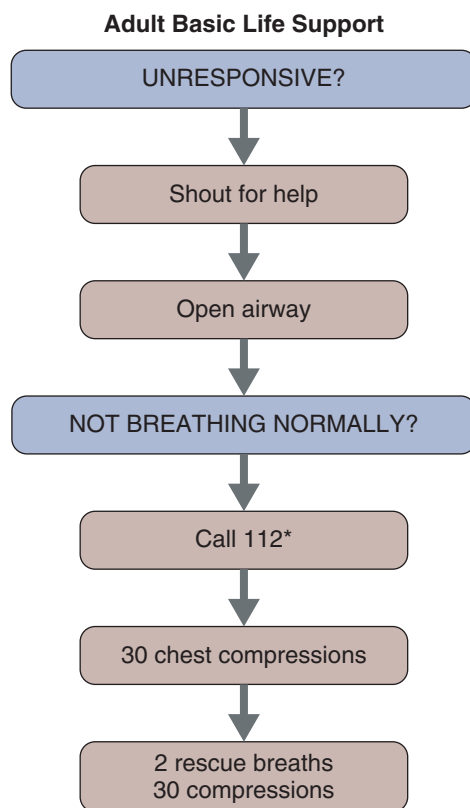 Adult Basic Life Support
UNRESPONSIVE?
Shout for help
Open airway
NOT BREATHING NORMALLY?
Call 112*
30 chest compressions
2 rescue breaths
30 compressions